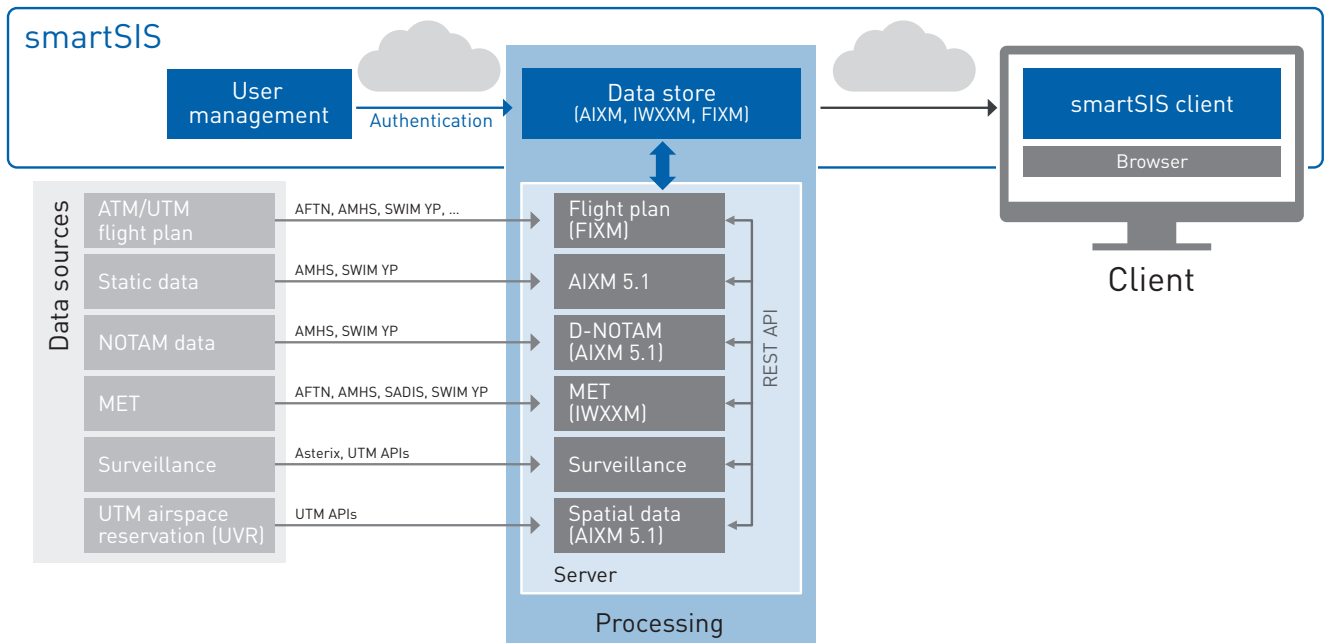 smartSIS
User
management
Authentication
Data store
(AIXM, IWXXM, FIXM)
smartSIS client
Browser
Client
Data sources
ATM/UTM
flight plan
AFTN, AMHS, SWIM YP, ...
Flight plan
(FIXM)
Static data
AMHS, SWIM YP
AIXM 5.1
NOTAM data
AMHS, SWIM YP
D-NOTAM
(AIXM 5.1)
MET
AFTN, AMHS, SADIS, SWIM YP
MET
(IWXXM)
Surveillance
Asterix, UTM APIs
Surveillance
UTM airspace
reservation (UVR)
UTM APIs
Spatial data
(AIXM 5.1)
REST API
Server
Processing